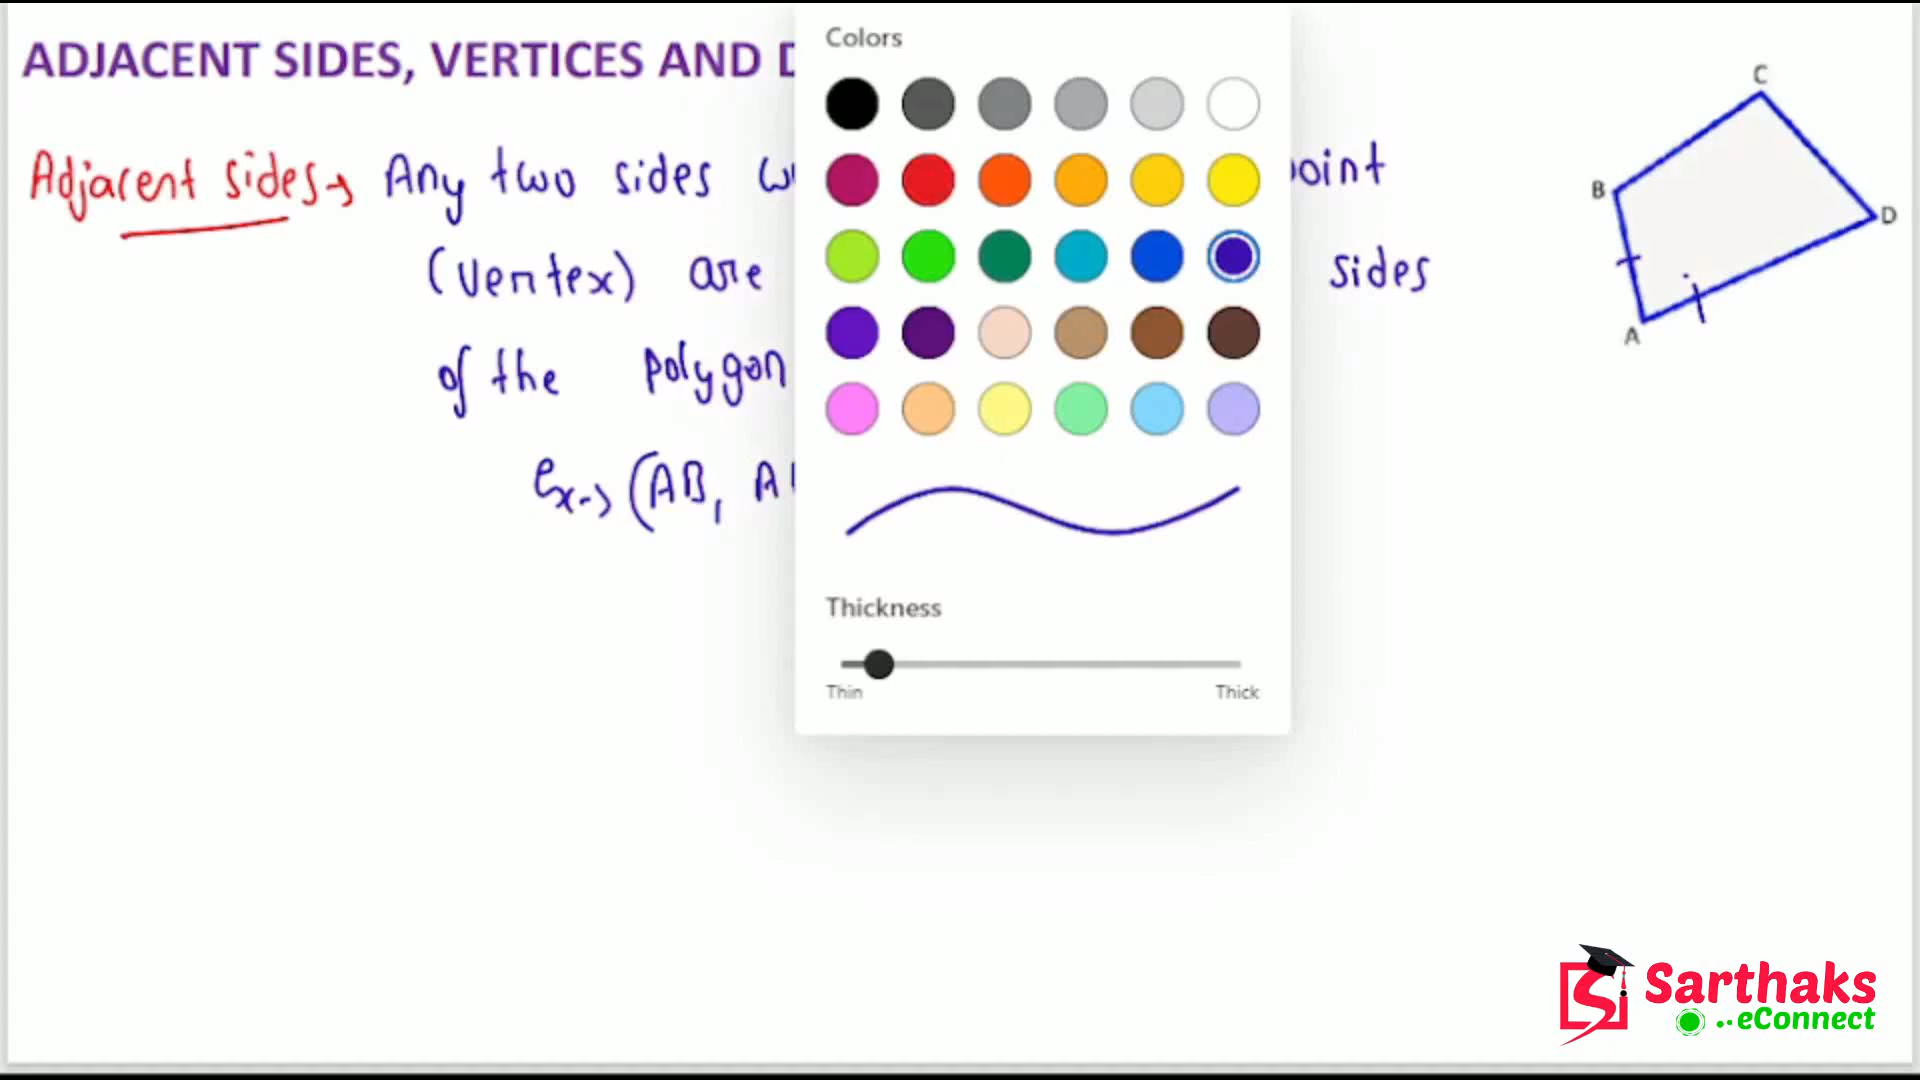 ADJACENT SIDES, VERTICES AND D
Colors
C
Adjacent sides→ Any two sides point
B
D
(Vertex) are sides
A
of the polygon
ex→ (AB, A
Thickness
Thin Thick
Sarthaks
eConnect